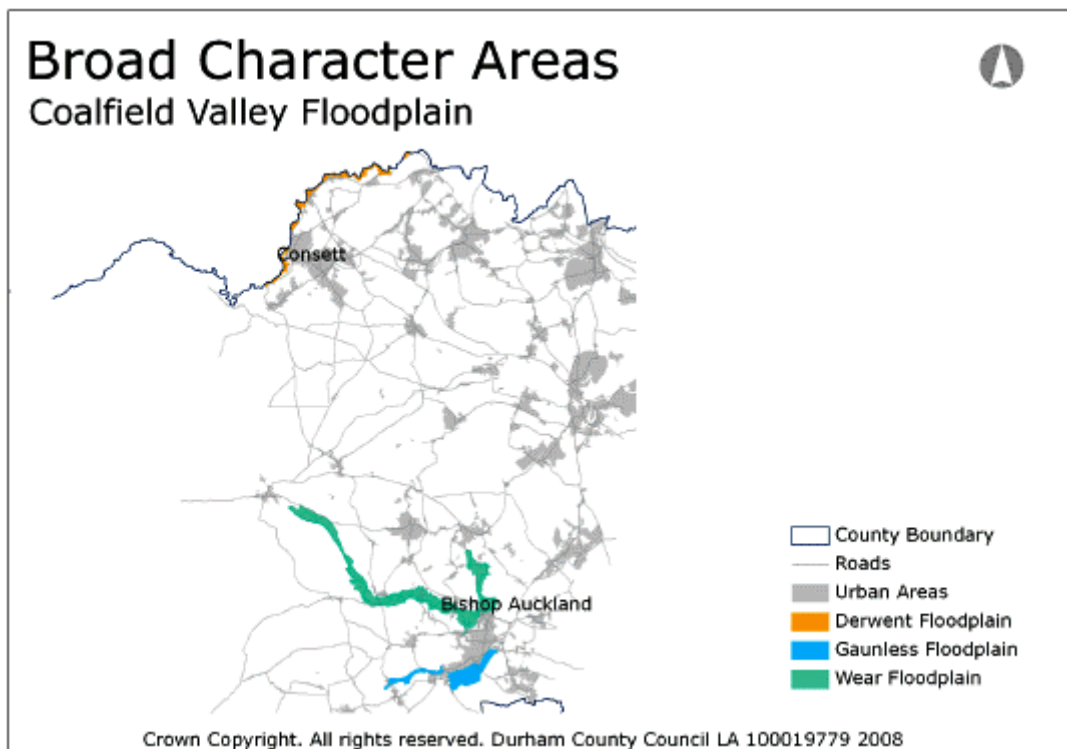 Broad Character Areas
Coalfield Valley Floodplain
Consett
Bishop Auckland
County Boundary
Roads
Urban Areas
Derwent Floodplain
Gaunless Floodplain
Wear Floodplain
Crown Copyright. All rights reserved. Durham County Council LA 100019779 2008